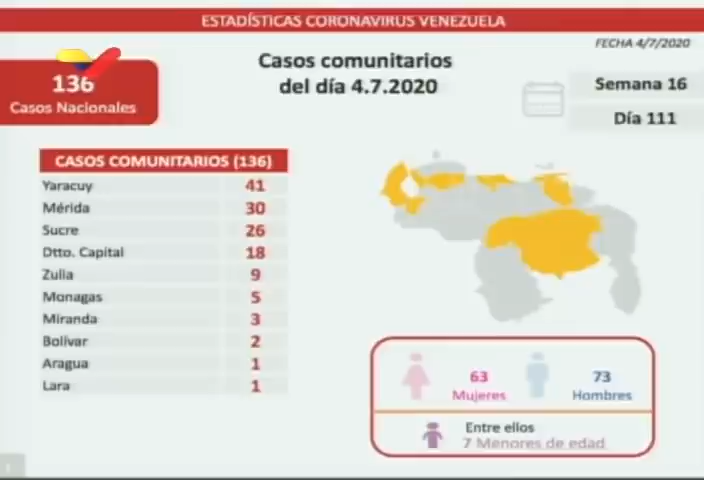 ESTADÍSTICAS CORONAVIRUS VENEZUELA
FECHA 4/7/2020
136
Casos Nacionales
Casos comunitarios
del día 4.7.2020
Semana 16
Día 111
CASOS COMUNITARIOS (136)
Yaracuy 41
Mérida 30
Sucre 26
Dtto. Capital 18
Zulia 9
Monagas 5
Miranda 3
Bolívar 2
Aragua 1
Lara 1
63
Mujeres
73
Hombres
Entre ellos
7 Menores de edad